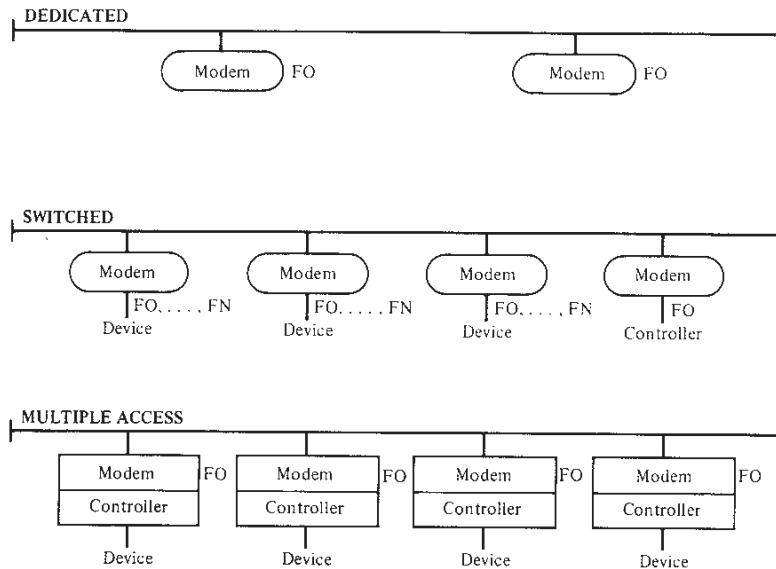 DEDICATED
Modem FO Modem FO
SWITCHED
Modem Modem Modem Modem
FO, . . . . , FN FO, . . . . , FN FO, . . . . , FN FO
Device Device Device Controller
MULTIPLE ACCESS
Modem FO Modem FO Modem FO Modem FO
Controller Controller Controller Controller
Device Device Device Device